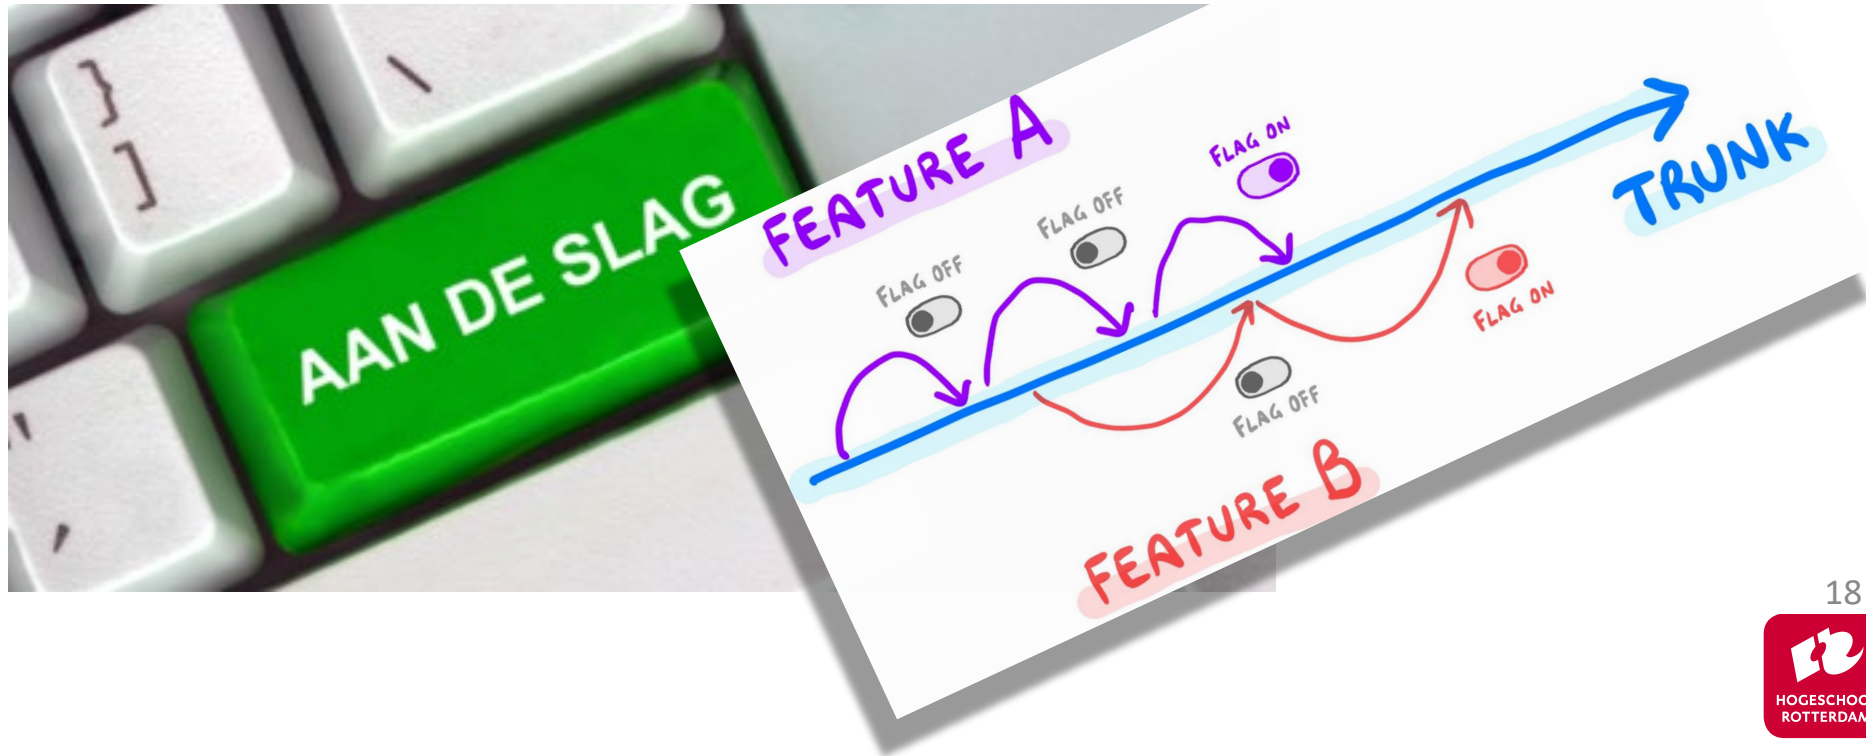 }
]
\
"
'
AAN DE SLAG
FEATURE A
FLAG OFF
FLAG OFF
FLAG ON
TRUNK
FLAG OFF
FLAG ON
FEATURE B
18
HOGESCHOO
ROTTERDAM